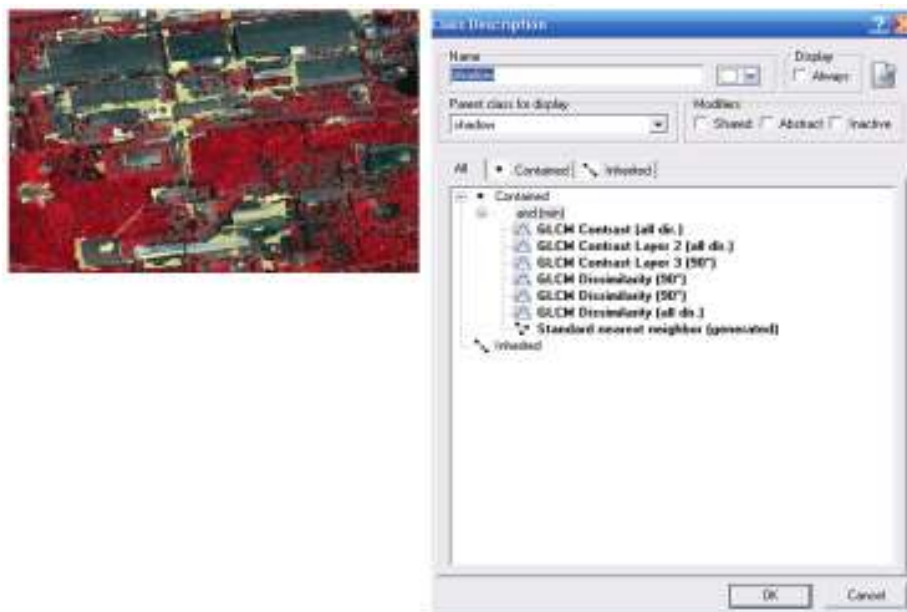 Class Description
Name
shadow
Display
Always
Parent class for display
shadow
Modifiers
Shared Abstract Inactive
All Contained Inherited
Contained
and (min)
GLCM Contrast (all dir.)
GLCM Contrast Layer 2 (all dir.)
GLCM Contrast Layer 3 (90°)
GLCM Dissimilarity (90°)
GLCM Dissimilarity (90°)
GLCM Dissimilarity (all dir.)
Standard nearest neighbor (generated)
Inherited
OK Cancel